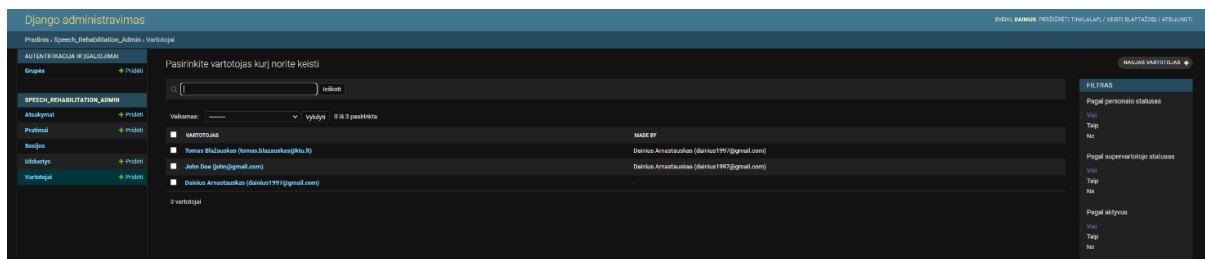 Django administravimas
SVEIKI, DAINIUS. PERŽIŪRĖTI TINKLALAPĮ / KEISTI SLAPTAŽODĮ / ATSIJUNGTI
Pradinis › Speech_Rehabilitation_Admin › Vartotojai
AUTENTIFIKACIJA IR ĮGALIOJIMAI
Grupės + Pridėti
SPEECH_REHABILITATION_ADMIN
Atsakymai + Pridėti
Pratimai + Pridėti
Sesijos
Užduotys + Pridėti
Vartotojai + Pridėti
Pasirinkite vartotojas kurį norite keisti
NAUJAS VARTOTOJAS +
Ieškoti
Veiksmas: Vykdyti 0 iš 3 pasirinkta
VARTOTOJAS MADE BY
Tomas Blažauskas (tomas.blazauskas@ktu.lt) Dainius Arnastauskas (dainius1997@gmail.com)
John Doe (john@gmail.com) Dainius Arnastauskas (dainius1997@gmail.com)
Dainius Arnastauskas (dainius1997@gmail.com) -
3 vartotojai
FILTRAS
Pagal personalo statusas
Visi
Taip
Ne
Pagal supervartotojo statusas
Visi
Taip
Ne
Pagal aktyvus
Visi
Taip
Ne